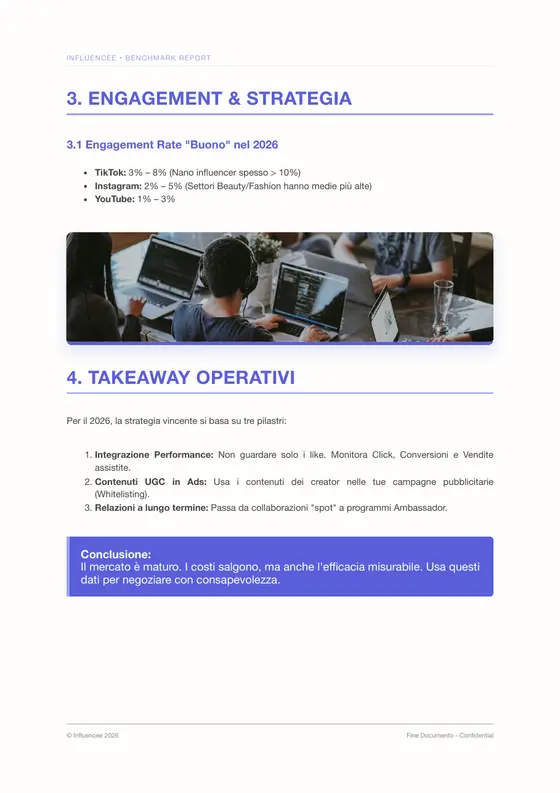 INFLUENCEE • BENCHMARK REPORT
3. ENGAGEMENT & STRATEGIA
3.1 Engagement Rate "Buono" nel 2026
• TikTok: 3% – 8% (Nano influencer spesso > 10%)
• Instagram: 2% – 5% (Settori Beauty/Fashion hanno medie più alte)
• YouTube: 1% – 3%
4. TAKEAWAY OPERATIVI
Per il 2026, la strategia vincente si basa su tre pilastri:
1. Integrazione Performance: Non guardare solo i like. Monitora Click, Conversioni e Vendite
assistite.
2. Contenuti UGC in Ads: Usa i contenuti dei creator nelle tue campagne pubblicitarie
(Whitelisting).
3. Relazioni a lungo termine: Passa da collaborazioni "spot" a programmi Ambassador.
Conclusione:
Il mercato è maturo. I costi salgono, ma anche l'efficacia misurabile. Usa questi
dati per negoziare con consapevolezza.
© Influencee 2026
Fine Documento - Confidential